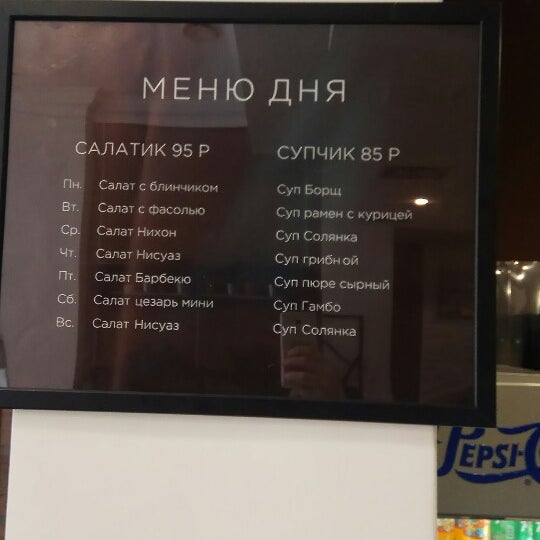 МЕНЮ ДНЯ
САЛАТИК 95 Р СУПЧИК 85 Р
Пн. Салат с блинчиком Суп Борщ
Вт. Салат с фасолью Суп рамен с курицей
Ср. Салат Нихон Суп Солянка
Чт. Салат Нисуаз Суп грибной
Пт. Салат Барбекю Суп пюре сырный
Сб. Салат цезарь мини Суп Гамбо
Вс. Салат Нисуаз Суп Солянка
PEPSI-